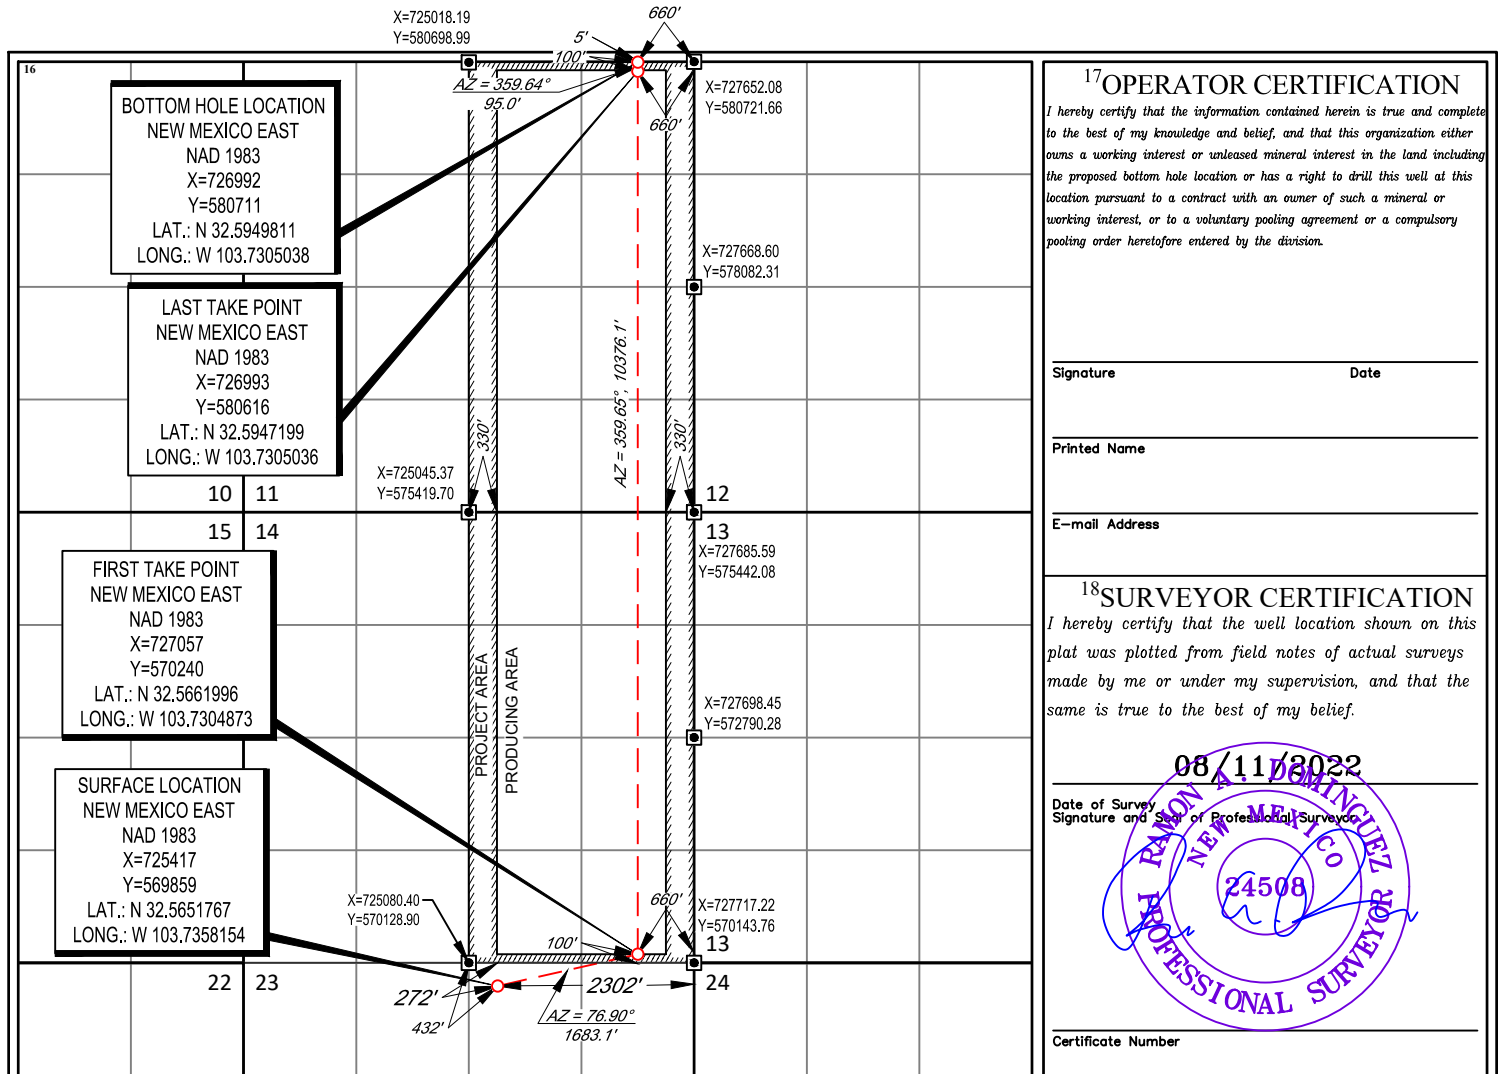 X=725018.19
Y=580698.99
660'
5'
100'
16
AZ = 359.64°
95.0'
X=727652.08
Y=580721.66
660'
BOTTOM HOLE LOCATION
NEW MEXICO EAST
NAD 1983
X=726992
Y=580711
LAT.: N 32.5949811
LONG.: W 103.7305038
X=727668.60
Y=578082.31
LAST TAKE POINT
NEW MEXICO EAST
NAD 1983
X=726993
Y=580616
LAT.: N 32.5947199
LONG.: W 103.7305036
AZ = 359.65°, 10376.1'
330'
330'
X=725045.37
Y=575419.70
10 11
12
15 14
13
X=727685.59
Y=575442.08
FIRST TAKE POINT
NEW MEXICO EAST
NAD 1983
X=727057
Y=570240
LAT.: N 32.5661996
LONG.: W 103.7304873
PROJECT AREA
PRODUCING AREA
X=727698.45
Y=572790.28
SURFACE LOCATION
NEW MEXICO EAST
NAD 1983
X=725417
Y=569859
LAT.: N 32.5651767
LONG.: W 103.7358154
X=725080.40
Y=570128.90
660'
X=727717.22
Y=570143.76
100'
13
22 23
24
272'
2302'
432'
AZ = 76.90°
1683.1'
17 OPERATOR CERTIFICATION
I hereby certify that the information contained herein is true and complete
to the best of my knowledge and belief, and that this organization either
owns a working interest or unleased mineral interest in the land including
the proposed bottom hole location or has a right to drill this well at this
location pursuant to a contract with an owner of such a mineral or
working interest, or to a voluntary pooling agreement or a compulsory
pooling order heretofore entered by the division.
Signature Date
Printed Name
E-mail Address
18 SURVEYOR CERTIFICATION
I hereby certify that the well location shown on this
plat was plotted from field notes of actual surveys
made by me or under my supervision, and that the
same is true to the best of my belief.
08/11/2022
Date of Survey
Signature and Seal of Professional Surveyor
RAMON A. DOMINGUEZ
NEW MEXICO
24508
PROFESSIONAL SURVEYOR
Certificate Number